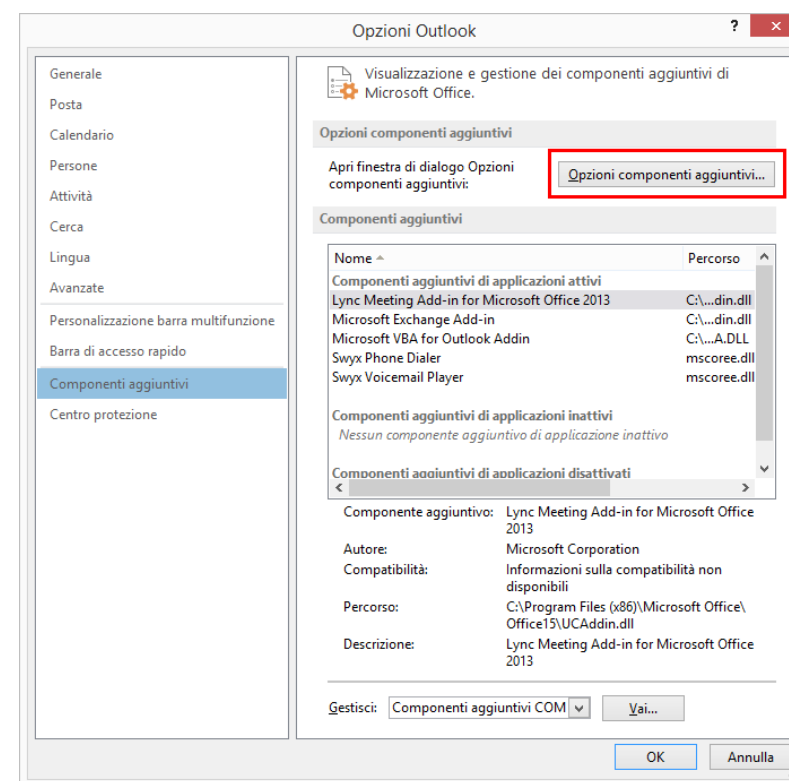 Opzioni Outlook
?
×
Generale
Posta
Calendario
Persone
Attività
Cerca
Lingua
Avanzate
Personalizzazione barra multifunzione
Barra di accesso rapido
Componenti aggiuntivi
Centro protezione
Visualizzazione e gestione dei componenti aggiuntivi di
Microsoft Office.
Opzioni componenti aggiuntivi
Apri finestra di dialogo Opzioni
componenti aggiuntivi:
Opzioni componenti aggiuntivi...
Componenti aggiuntivi
Nome Percorso
Componenti aggiuntivi di applicazioni attivi
Lync Meeting Add-in for Microsoft Office 2013 C:\...din.dll
Microsoft Exchange Add-in C:\...din.dll
Microsoft VBA for Outlook Addin C:\...A.DLL
Swyx Phone Dialer mscoree.dll
Swyx Voicemail Player mscoree.dll
Componenti aggiuntivi di applicazioni inattivi
Nessun componente aggiuntivo di applicazione inattivo
Componenti aggiuntivi di applicazioni disattivati
Componente aggiuntivo: Lync Meeting Add-in for Microsoft Office
2013
Autore: Microsoft Corporation
Compatibilità: Informazioni sulla compatibilità non
disponibili
Percorso: C:\Program Files (x86)\Microsoft Office\
Office15\UCAddin.dll
Descrizione: Lync Meeting Add-in for Microsoft Office
2013
Gestisci: Componenti aggiuntivi COM Vai...
OK Annulla